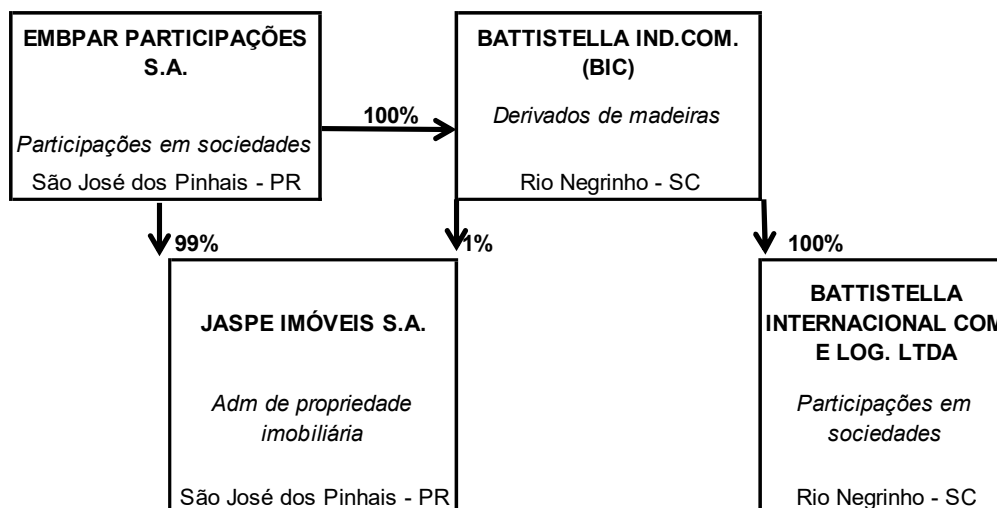 EMBPAR PARTICIPAÇÕES
S.A.
Participações em sociedades
São José dos Pinhais - PR
100%
BATTISTELLA IND.COM.
(BIC)
Derivados de madeiras
Rio Negrinho - SC
99%
1%
100%
JASPE IMÓVEIS S.A.
Adm de propriedade
imobiliária
São José dos Pinhais - PR
BATTISTELLA
INTERNACIONAL COM
E LOG. LTDA
Participações em
sociedades
Rio Negrinho - SC